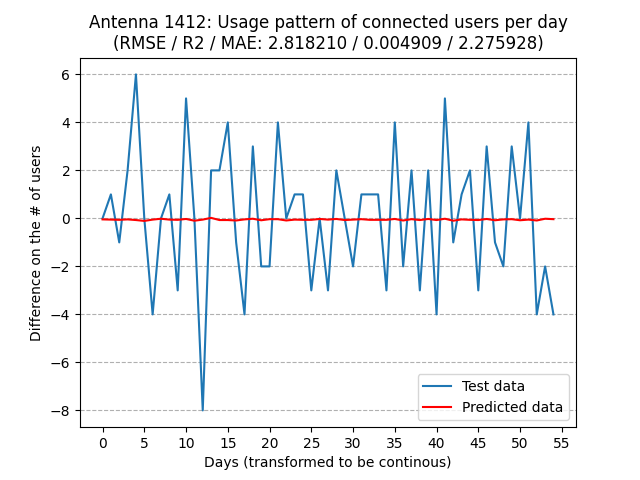 Antenna 1412: Usage pattern of connected users per day
(RMSE / R2 / MAE: 2.818210 / 0.004909 / 2.275928)
Difference on the # of users
6
4
2
0
−2
−4
−6
−8
Test data
Predicted data
0 5 10 15 20 25 30 35 40 45 50 55
Days (transformed to be continous)